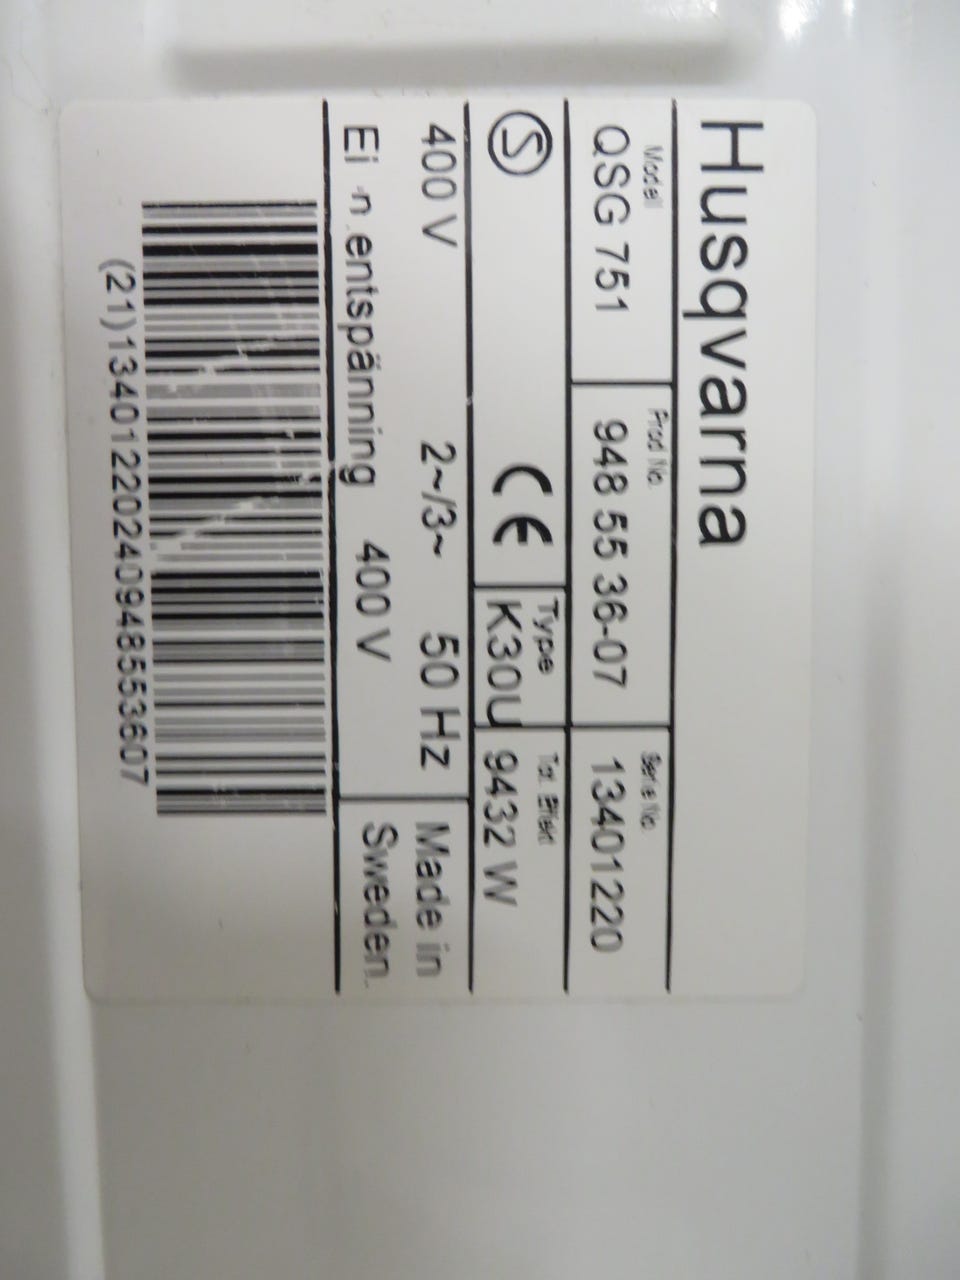 Husqvarna
Modell Prod No. Serie No.
QSG 751 948 55 36-07 13401220
S CE Type K30U Tot. Effekt 9432 W
400 V 2~/3~ 50 Hz Made in
400 V Sweden.
(21)13401220240948553607